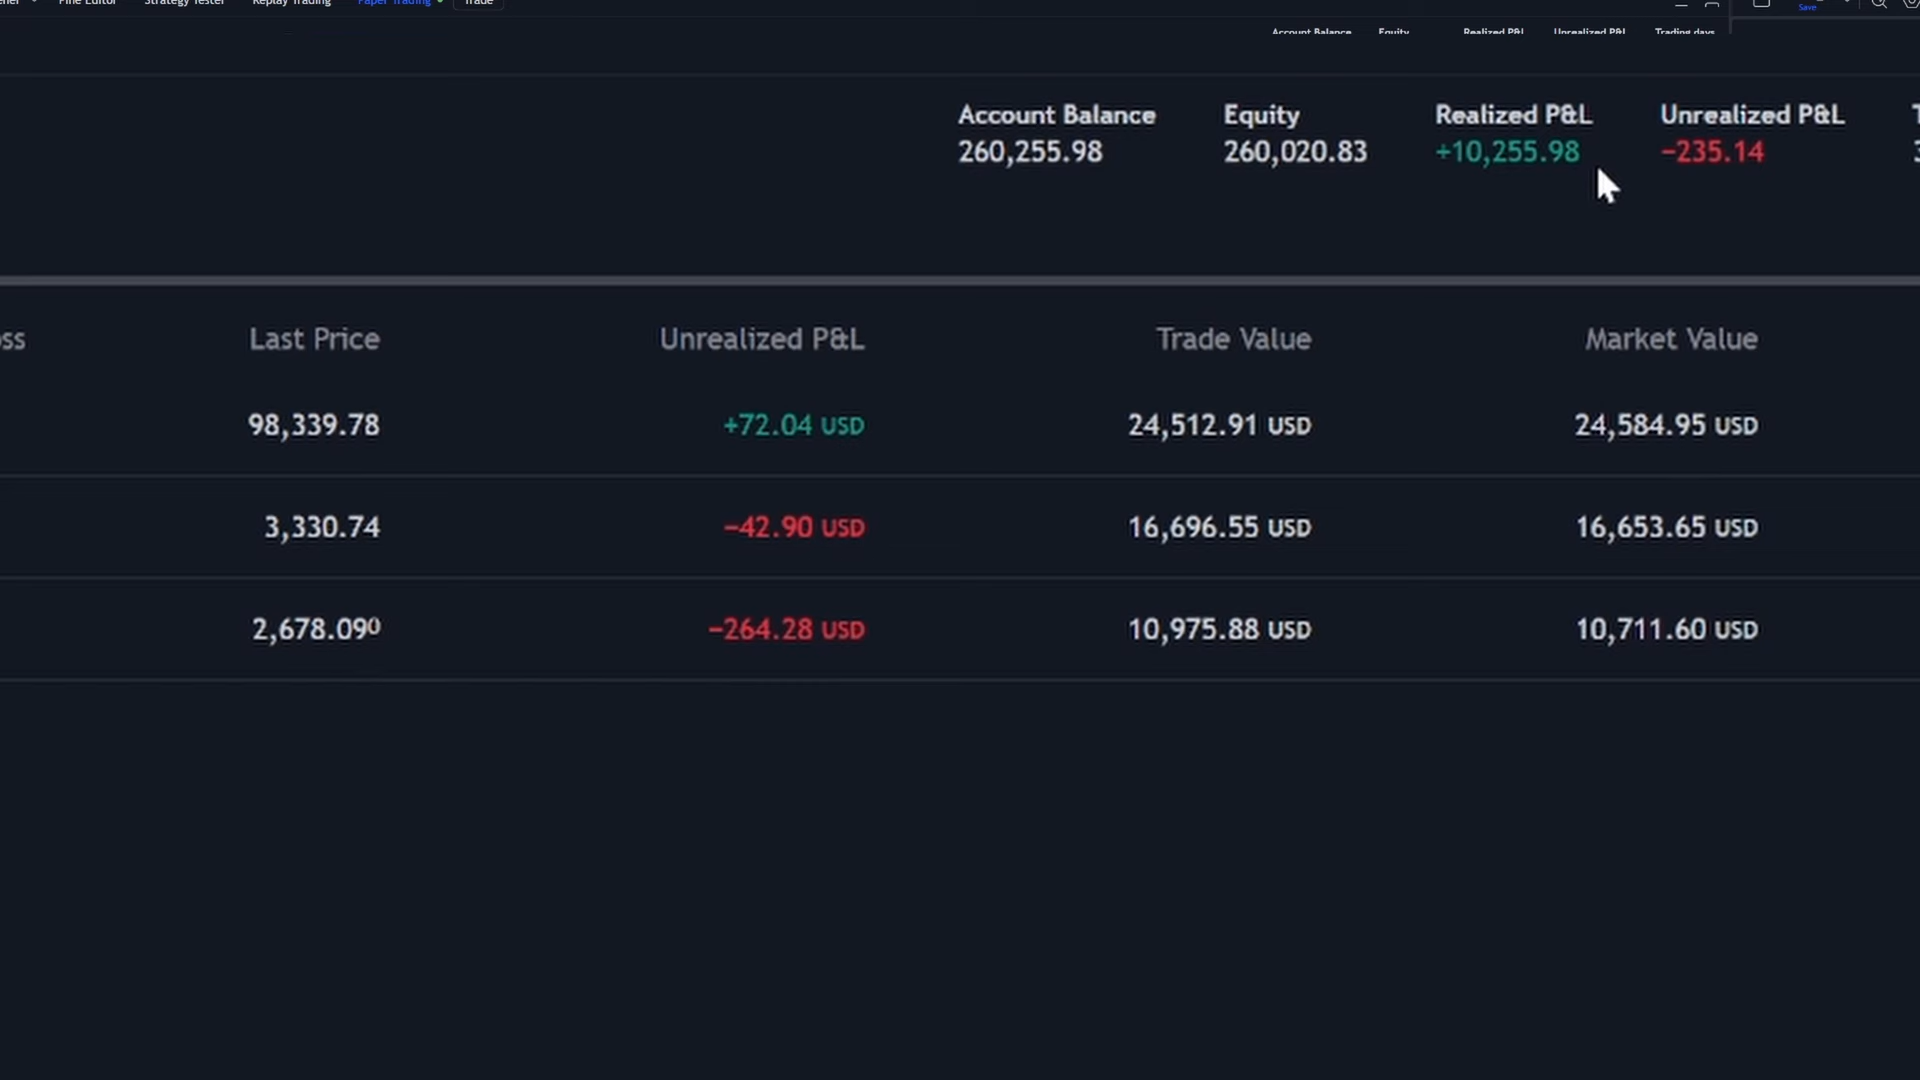 Pine Editor Strategy Tester Replay Trading Paper Trading Trade Save
Account Balance Equity Realized P&L Unrealized P&L Trading days
Account Balance Equity Realized P&L Unrealized P&L
260,255.98 260,020.83 +10,255.98 −235.14
Last Price Unrealized P&L Trade Value Market Value
98,339.78 +72.04 USD 24,512.91 USD 24,584.95 USD
3,330.74 −42.90 USD 16,696.55 USD 16,653.65 USD
2,678.090 −264.28 USD 10,975.88 USD 10,711.60 USD